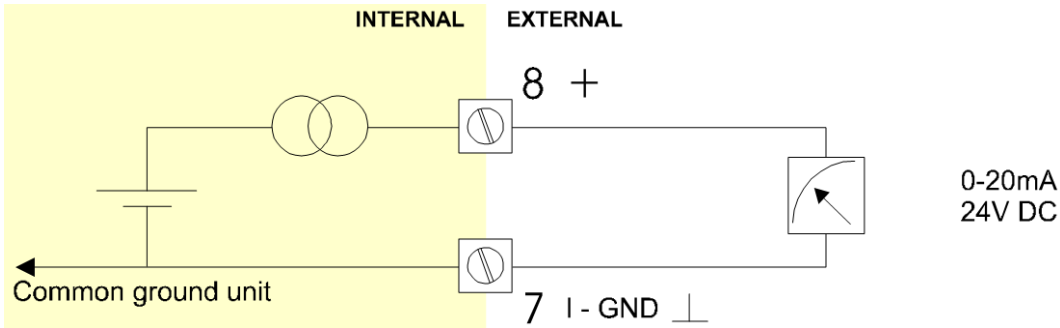 INTERNAL EXTERNAL
8 +
0-20mA
24V DC
Common ground unit
7 I - GND ⊥